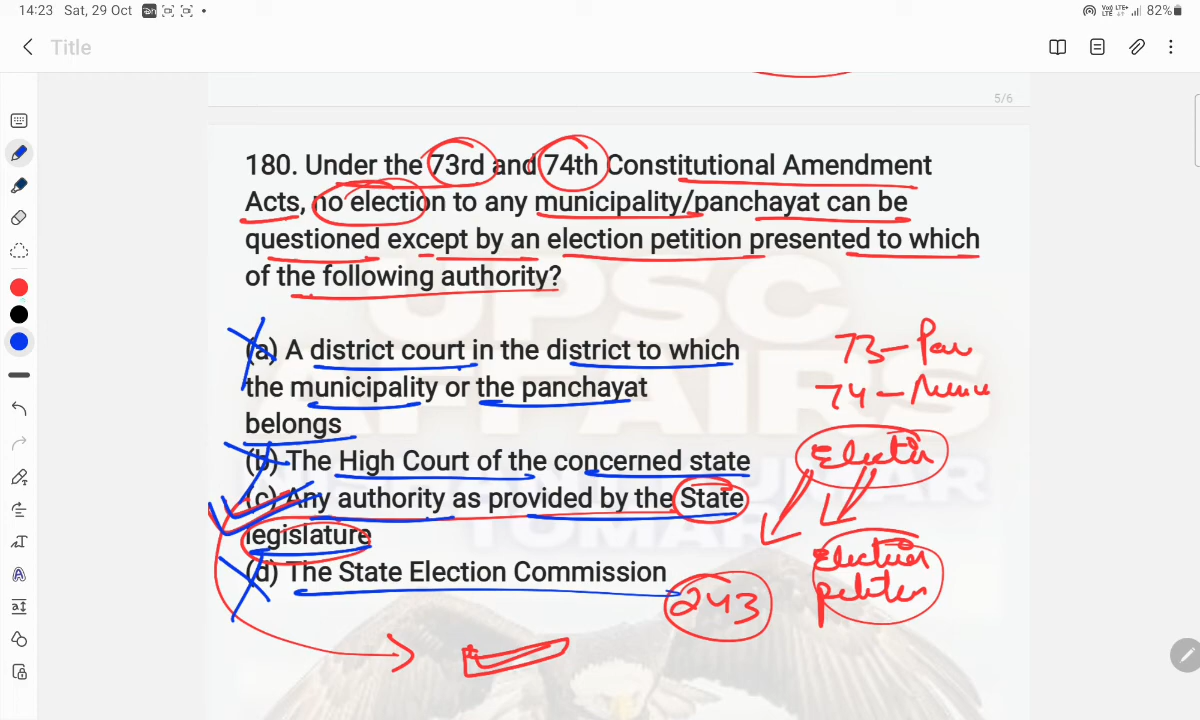 14:23 Sat, 29 Oct
82%
Title
5/6
180. Under the 73rd and 74th Constitutional Amendment
Acts, no election to any municipality/panchayat can be
questioned except by an election petition presented to which
of the following authority?
(a) A district court in the district to which
the municipality or the panchayat
belongs
(b) The High Court of the concerned state
(c) Any authority as provided by the State
legislature
(d) The State Election Commission
73 - Pan
74 -
Election
Election
petition
243
UPSC
AFFAIRS